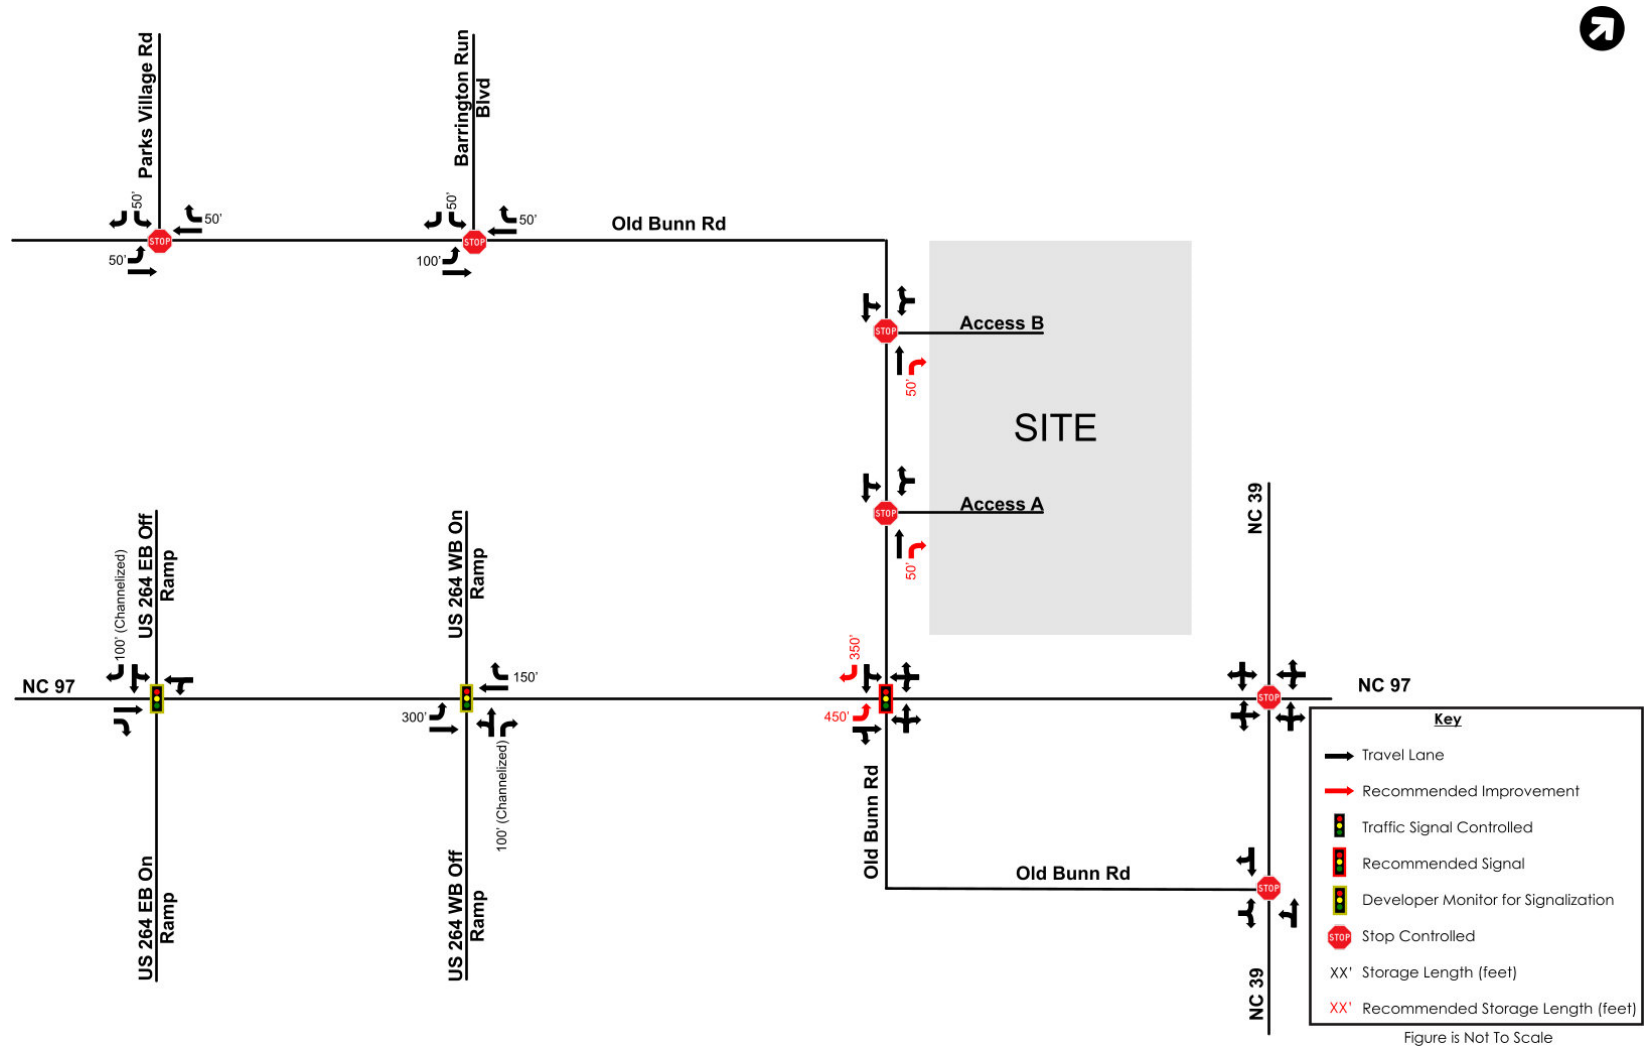 Parks Village Rd
Barrington Run
Blvd
50'
50'
50'
50'
50'
50'
100'
STOP
STOP
Old Bunn Rd
STOP
Access B
50'
SITE
STOP
Access A
50'
NC 39
US 264 EB Off
Ramp
100' (Channelized)
US 264 WB On
Ramp
NC 97
150'
300'
100' (Channelized)
350'
450'
STOP
NC 97
US 264 EB On
Ramp
US 264 WB Off
Ramp
Old Bunn Rd
Old Bunn Rd
STOP
NC 39
Key
Travel Lane
Recommended Improvement
Traffic Signal Controlled
Recommended Signal
Developer Monitor for Signalization
STOP Stop Controlled
XX' Storage Length (feet)
XX' Recommended Storage Length (feet)
Figure is Not To Scale